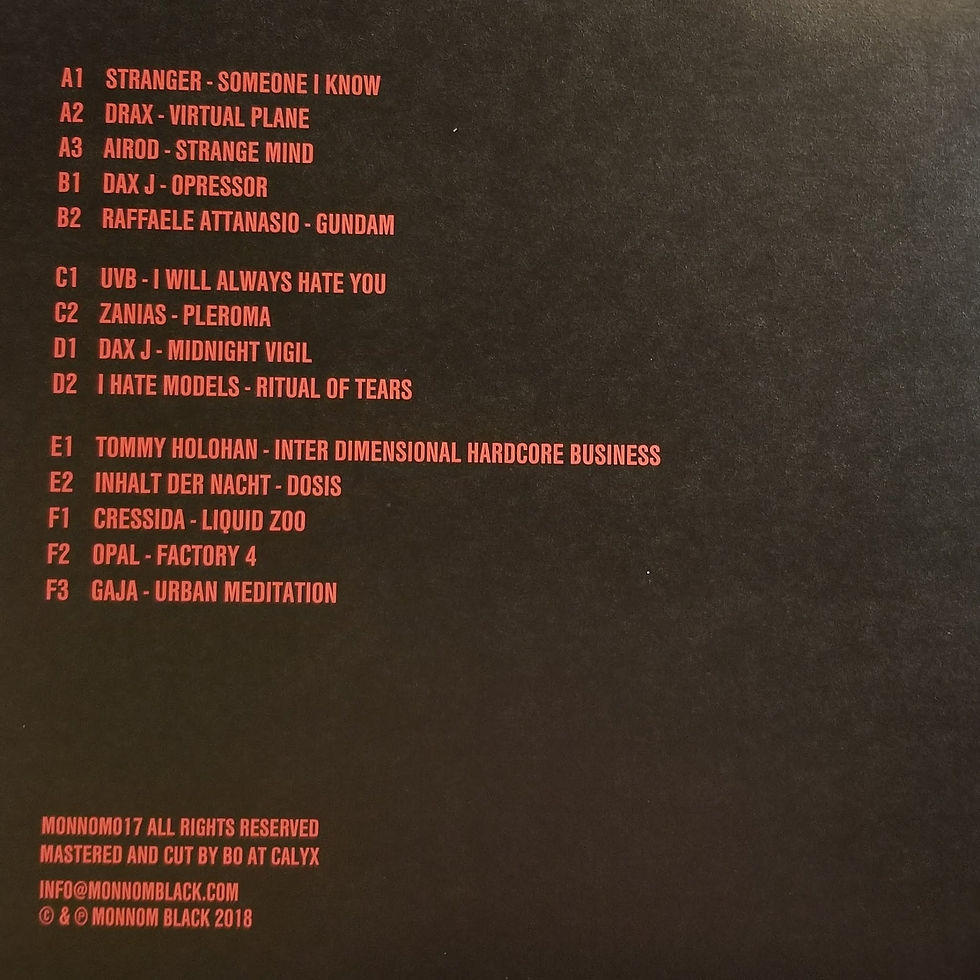 A1 STRANGER - SOMEONE I KNOW
A2 DRAX - VIRTUAL PLANE
A3 AIROD - STRANGE MIND
B1 DAX J - OPRESSOR
B2 RAFFAELE ATTANASIO - GUNDAM
C1 UVB - I WILL ALWAYS HATE YOU
C2 ZANIAS - PLEROMA
D1 DAX J - MIDNIGHT VIGIL
D2 I HATE MODELS - RITUAL OF TEARS
E1 TOMMY HOLOHAN - INTER DIMENSIONAL HARDCORE BUSINESS
E2 INHALT DER NACHT - DOSIS
F1 CRESSIDA - LIQUID ZOO
F2 OPAL - FACTORY 4
F3 GAJA - URBAN MEDITATION
MONNOM017 ALL RIGHTS RESERVED
MASTERED AND CUT BY BO AT CALYX
INFO@MONNOMBLACK.COM
© & ℗ MONNOM BLACK 2018